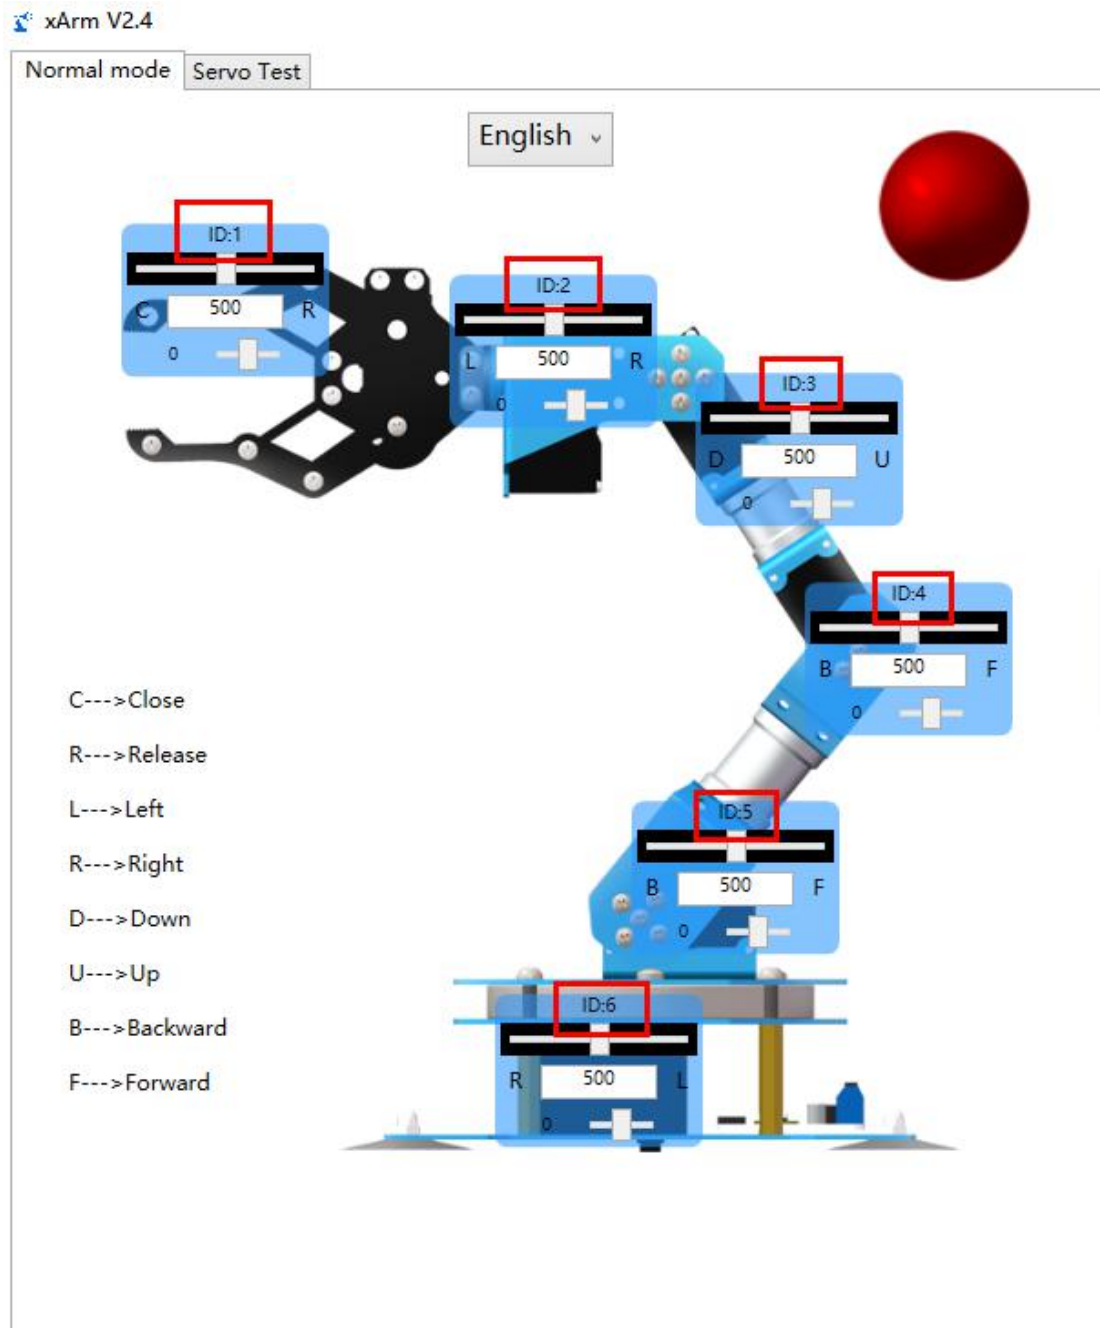 xArm V2.4
Normal mode Servo Test
English
ID:1
C 500 R
0
ID:2
L 500 R
0
ID:3
D 500 U
0
ID:4
B 500 F
0
C--->Close
R--->Release
L--->Left
R--->Right
D--->Down
U--->Up
B--->Backward
F--->Forward
ID:5
B 500 F
0
ID:6
R 500 L
0